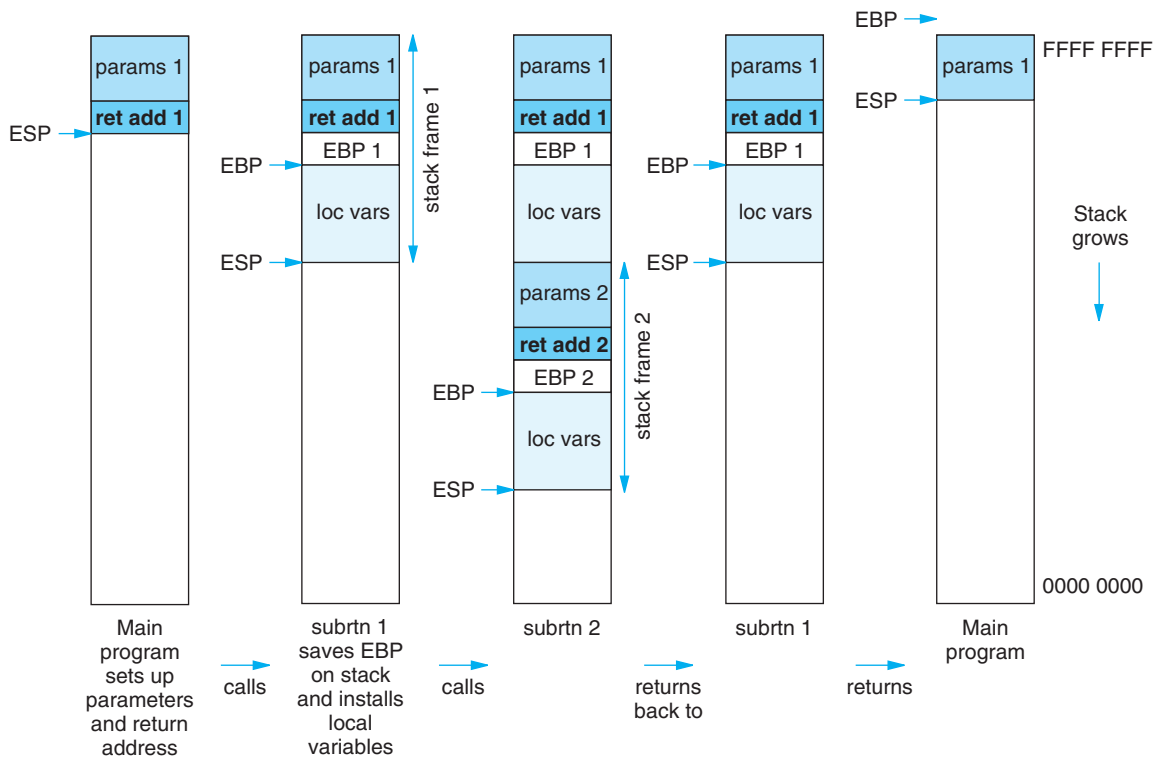 params 1
ret add 1
ESP
Main
program
sets up
parameters
and return
address
calls
params 1
ret add 1
EBP 1
EBP
loc vars
ESP
stack frame 1
subrtn 1
saves EBP
on stack
and installs
local
variables
calls
params 1
ret add 1
EBP 1
loc vars
params 2
ret add 2
EBP 2
EBP
loc vars
ESP
stack frame 2
subrtn 2
returns
back to
params 1
ret add 1
EBP 1
EBP
loc vars
ESP
subrtn 1
returns
EBP
FFFF FFFF
params 1
ESP
Stack
grows
0000 0000
Main
program